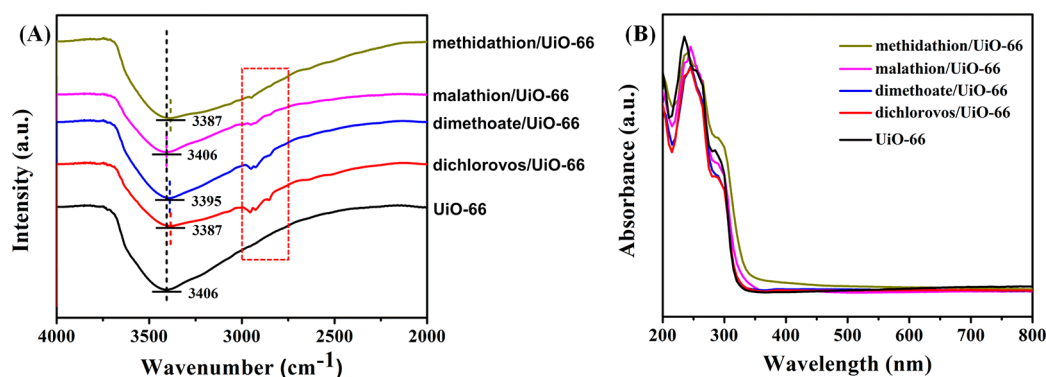 (A)
methidathion/UiO-66
3387
malathion/UiO-66
3406
dimethoate/UiO-66
3395
dichlorovos/UiO-66
3387
UiO-66
3406
Intensity (a.u.)
4000 3500 3000 2500 2000
Wavenumber (cm-1)
(B)
methidathion/UiO-66
malathion/UiO-66
dimethoate/UiO-66
dichlorovos/UiO-66
UiO-66
Absorbance (a.u.)
200 300 400 500 600 700 800
Wavelength (nm)